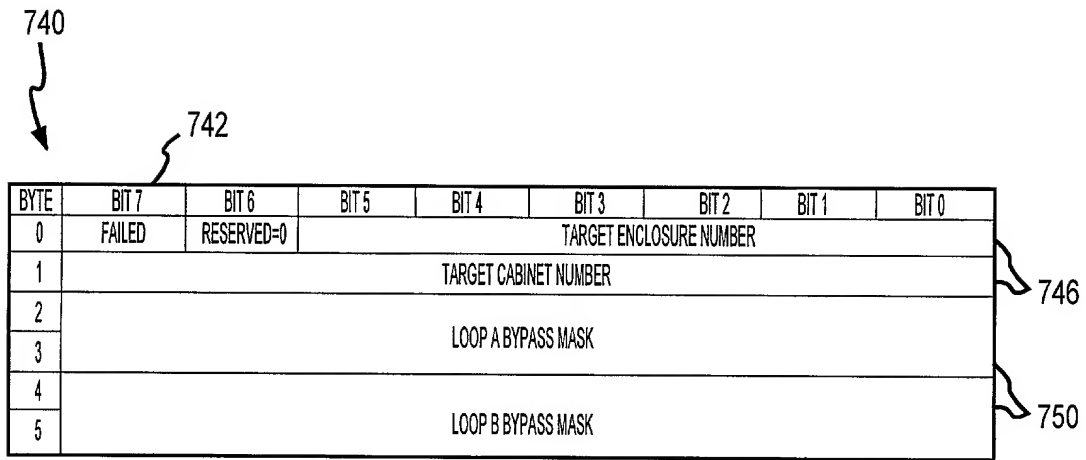 740
742
BYTE BIT 7 BIT 6 BIT 5 BIT 4 BIT 3 BIT 2 BIT 1 BIT 0
0 FAILED RESERVED=0 TARGET ENCLOSURE NUMBER
1 TARGET CABINET NUMBER
746
2
LOOP A BYPASS MASK
3
4
750
LOOP B BYPASS MASK
5